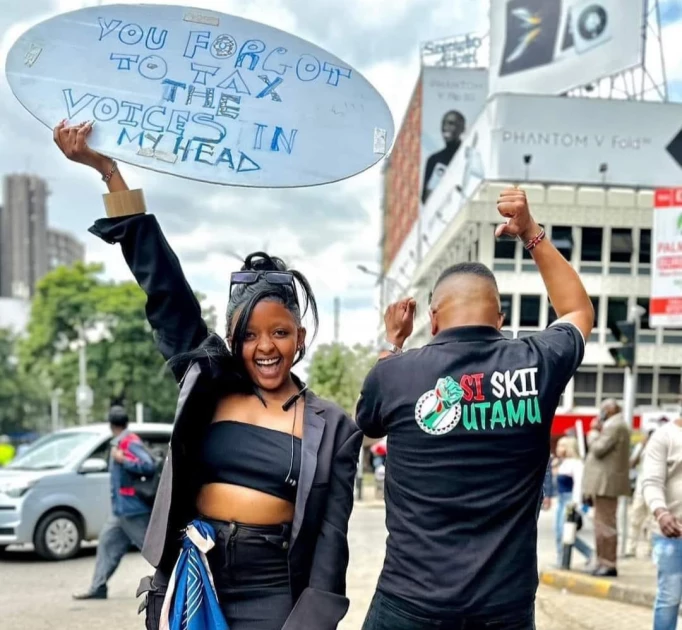 YOU FORGOT
TO TAX
THE
VOICES IN
MY HEAD
SI SKII
UTAMU
PHANTOM V Fold